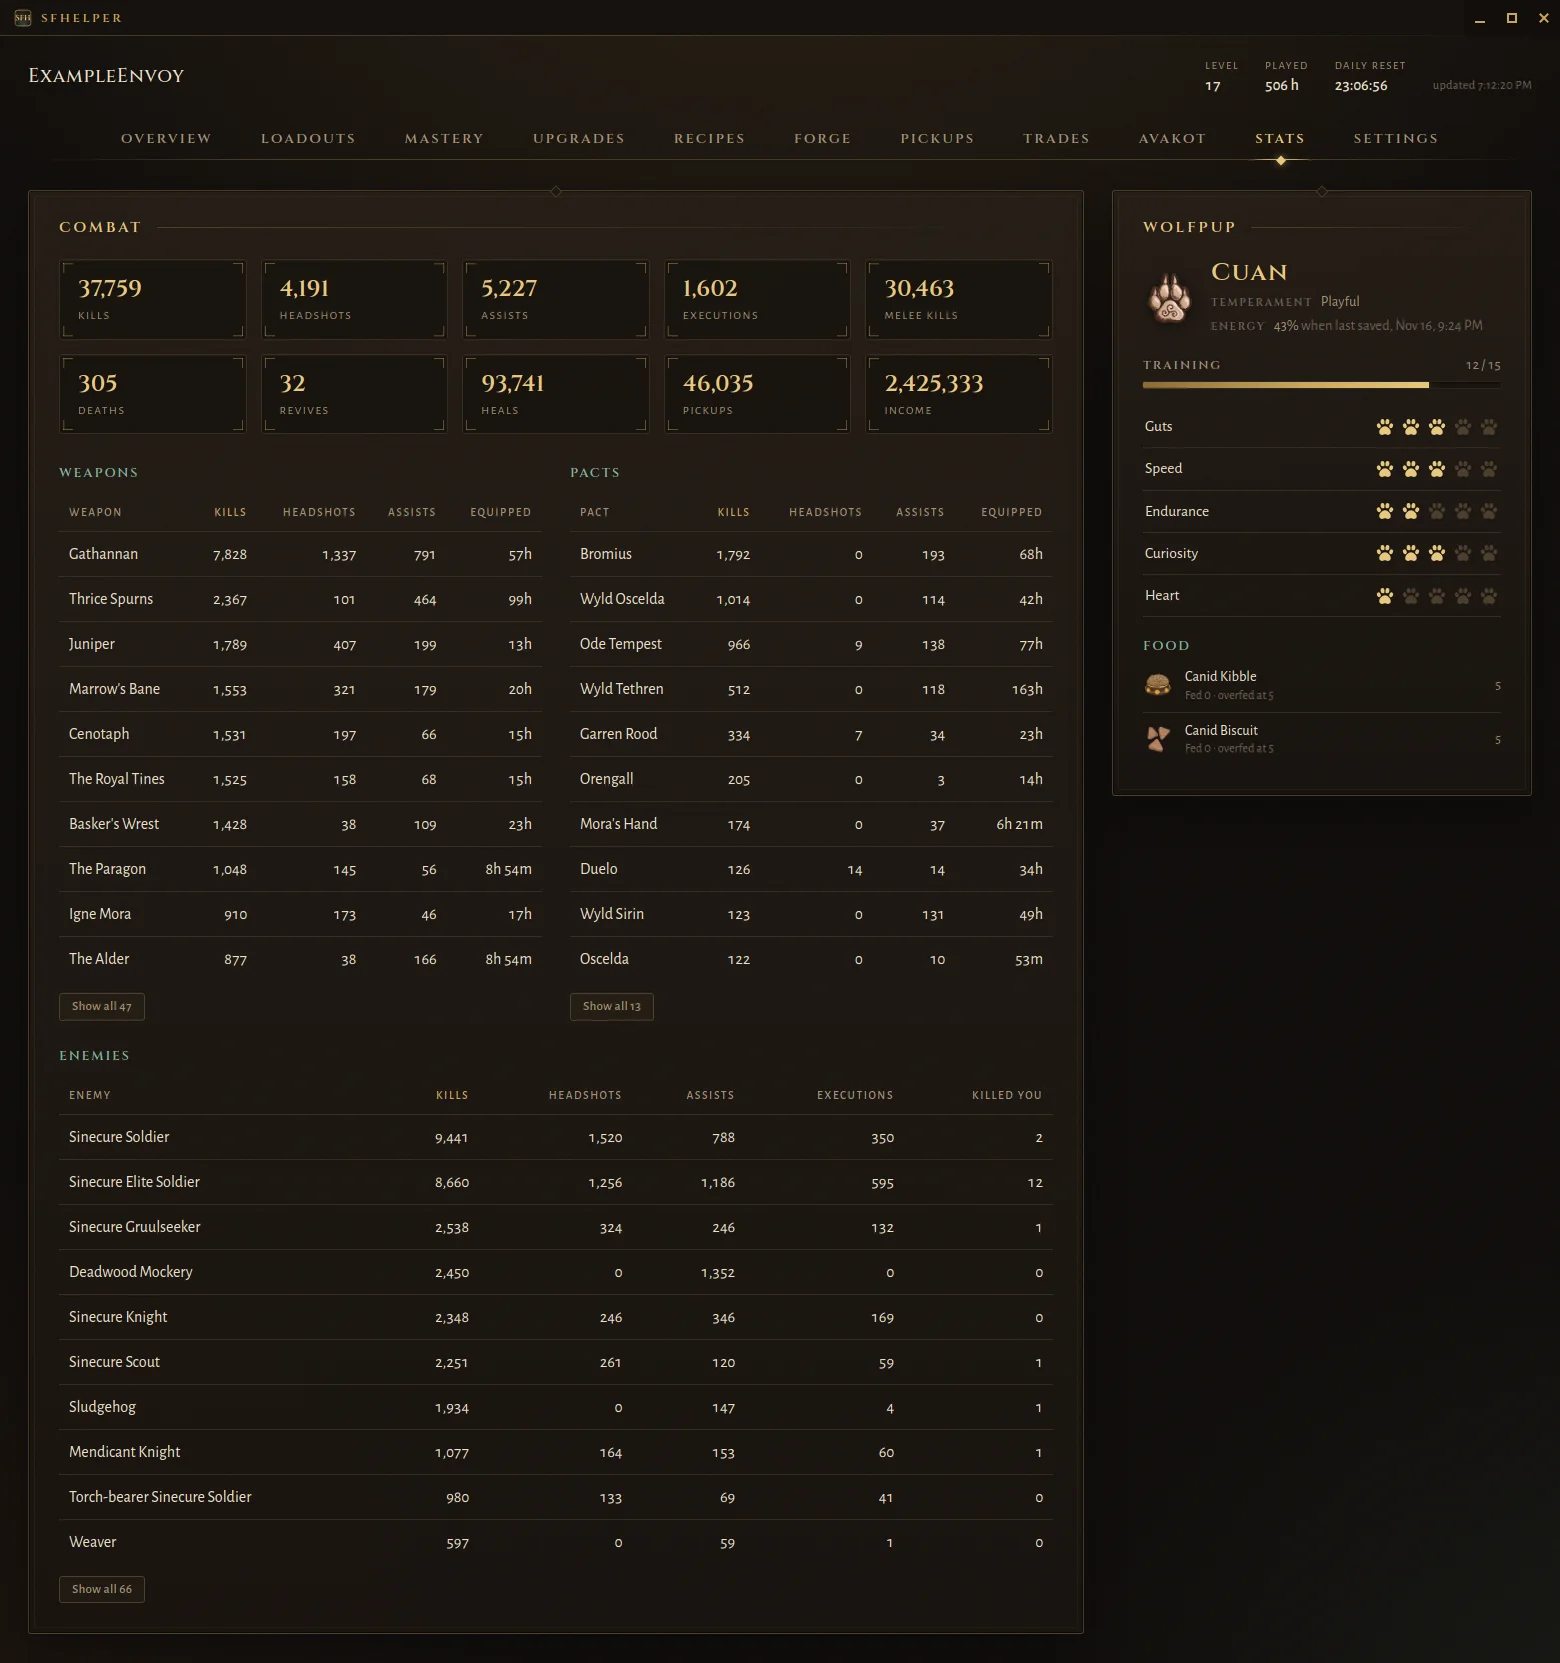 SFH SFHELPER
ExampleEnvoy
LEVEL PLAYED DAILY RESET
17 506 h 23:06:56 updated 7:12:20 PM
OVERVIEW LOADOUTS MASTERY UPGRADES RECIPES FORGE PICKUPS TRADES AVAKOT STATS SETTINGS
COMBAT
37,759 4,191 5,227 1,602 30,463
KILLS HEADSHOTS ASSISTS EXECUTIONS MELEE KILLS
305 32 93,741 46,035 2,425,333
DEATHS REVIVES HEALS PICKUPS INCOME
WEAPONS
WEAPON KILLS HEADSHOTS ASSISTS EQUIPPED
Gathannan 7,828 1,337 791 57h
Thrice Spurns 2,367 101 464 99h
Juniper 1,789 407 199 13h
Marrow's Bane 1,553 321 179 20h
Cenotaph 1,531 197 66 15h
The Royal Tines 1,525 158 68 15h
Basker's Wrest 1,428 38 109 23h
The Paragon 1,048 145 56 8h 54m
Igne Mora 910 173 46 17h
The Alder 877 38 166 8h 54m
Show all 47
PACTS
PACT KILLS HEADSHOTS ASSISTS EQUIPPED
Bromius 1,792 0 193 68h
Wyld Oscelda 1,014 0 114 42h
Ode Tempest 966 9 138 77h
Wyld Tethren 512 0 118 163h
Garren Rood 334 7 34 23h
Orengall 205 0 3 14h
Mora's Hand 174 0 37 6h 21m
Duelo 126 14 14 34h
Wyld Sirin 123 0 131 49h
Oscelda 122 0 10 53m
Show all 13
ENEMIES
ENEMY KILLS HEADSHOTS ASSISTS EXECUTIONS KILLED YOU
Sinecure Soldier 9,441 1,520 788 350 2
Sinecure Elite Soldier 8,660 1,256 1,186 595 12
Sinecure Gruulseeker 2,538 324 246 132 1
Deadwood Mockery 2,450 0 1,352 0 0
Sinecure Knight 2,348 246 346 169 0
Sinecure Scout 2,251 261 120 59 1
Sludgehog 1,934 0 147 4 1
Mendicant Knight 1,077 164 153 60 1
Torch-bearer Sinecure Soldier 980 133 69 41 0
Weaver 597 0 59 1 0
Show all 66
WOLFPUP
Cuan
TEMPERAMENT Playful
ENERGY 43% when last saved, Nov 16, 9:24 PM
TRAINING 12 / 15
Guts
Speed
Endurance
Curiosity
Heart
FOOD
Canid Kibble
Fed 0 · overfed at 5
5
Canid Biscuit
Fed 0 · overfed at 5
5